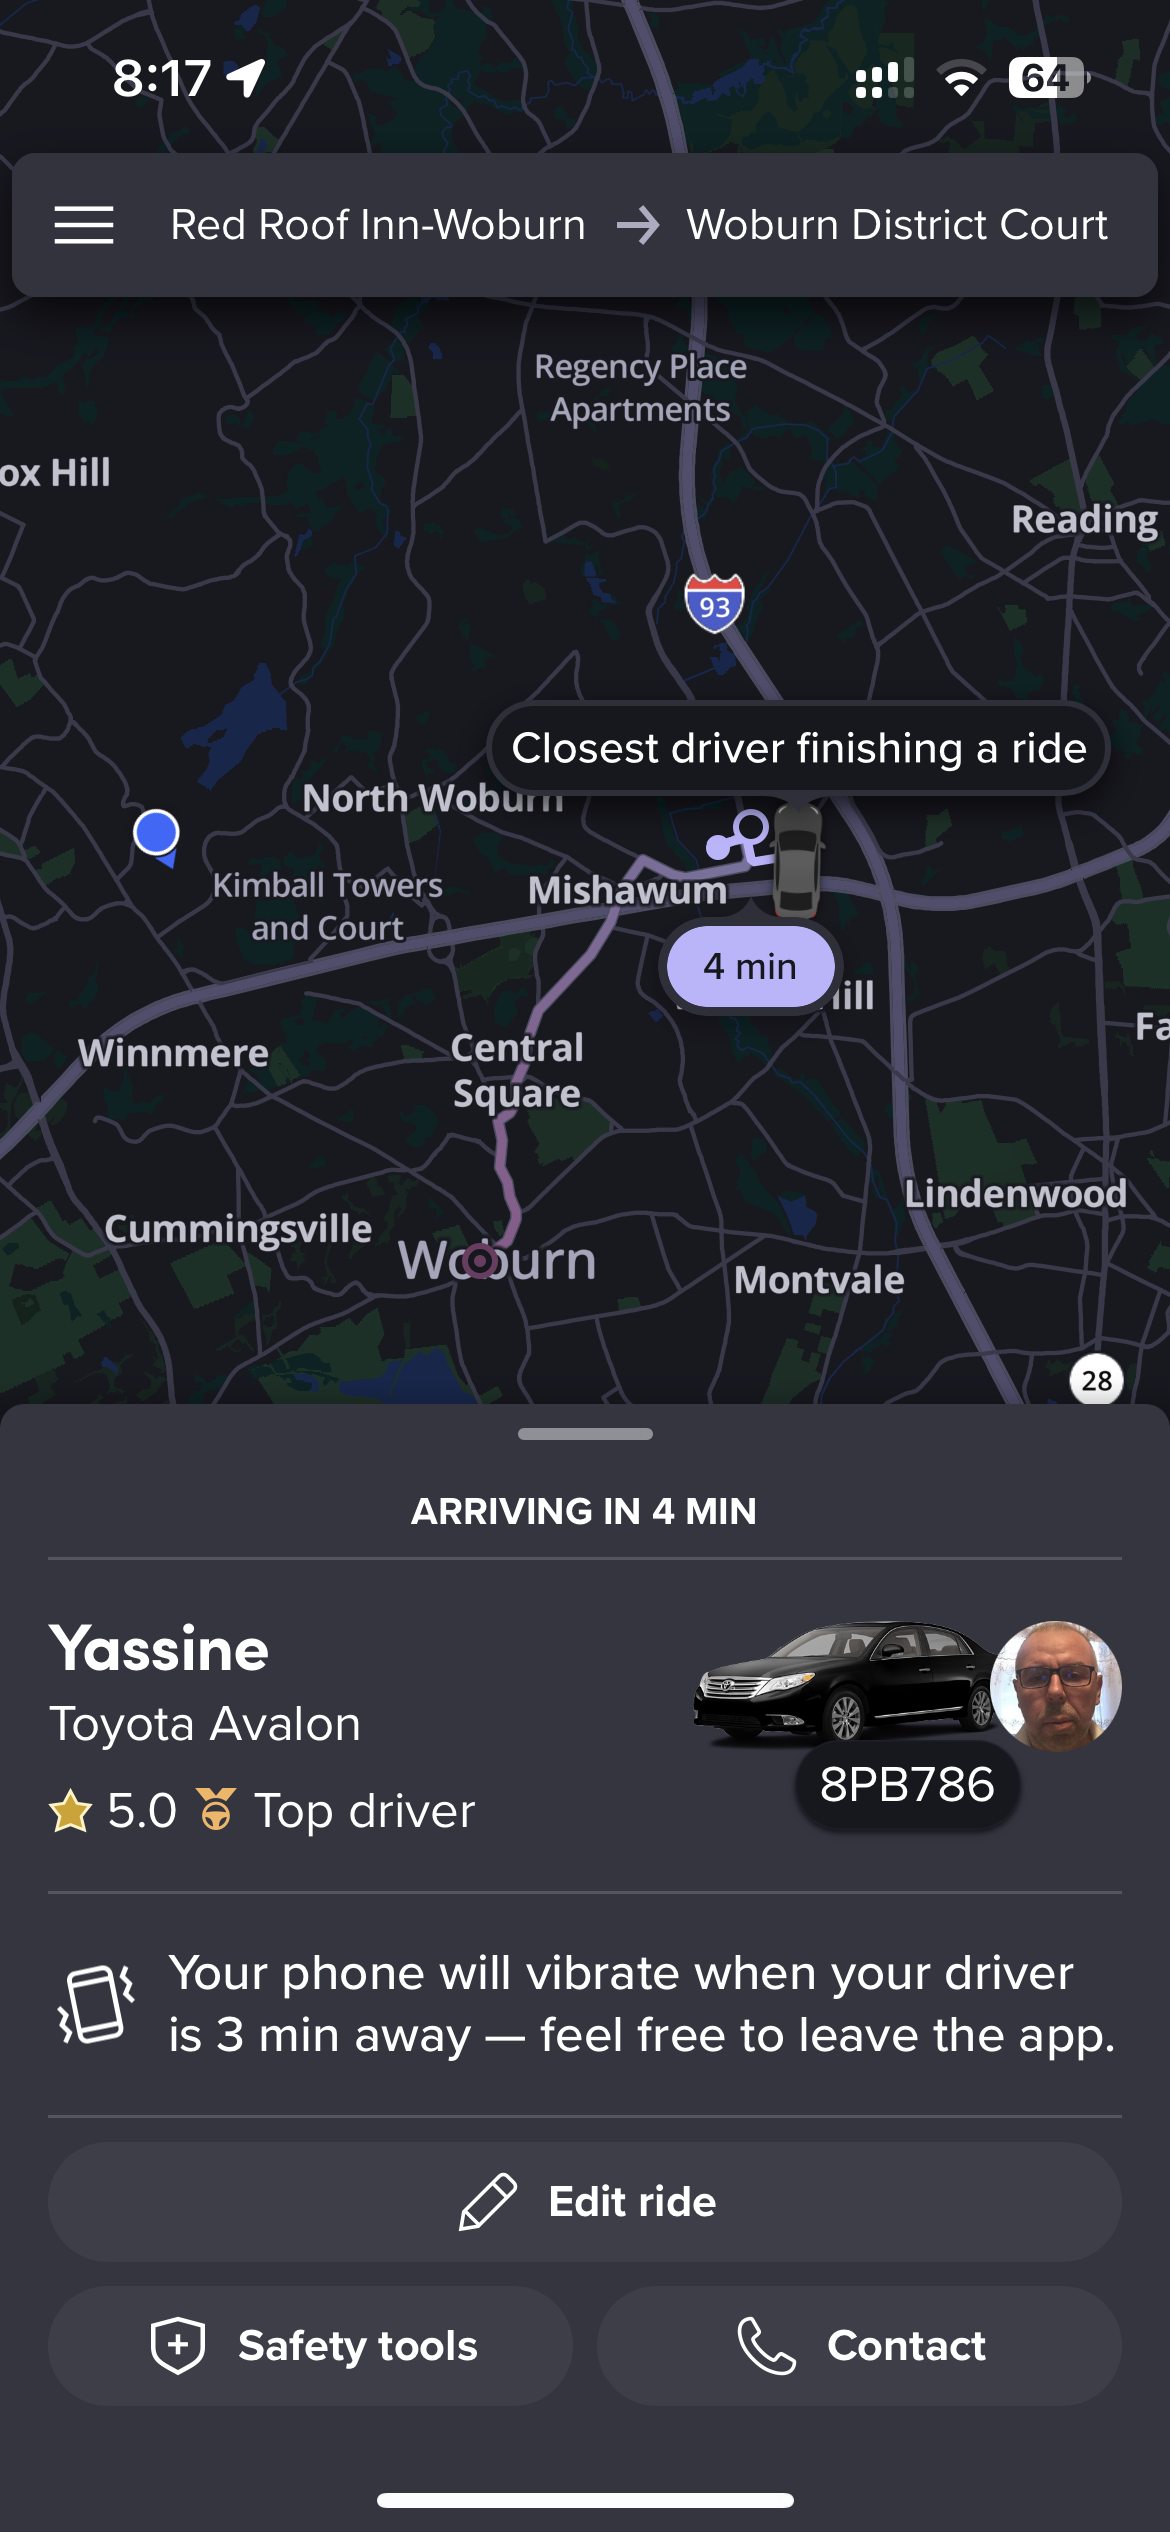 8:17
64
Red Roof Inn-Woburn → Woburn District Court
Regency Place
Apartments
ox Hill
Reading
93
Closest driver finishing a ride
North Woburn
Kimball Towers
and Court
Mishawum
4 min
ill
Fa
Winnmere
Central
Square
Lindenwood
Cummingsville
Woburn
Montvale
28
ARRIVING IN 4 MIN
Yassine
Toyota Avalon
5.0 Top driver
8PB786
Your phone will vibrate when your driver
is 3 min away — feel free to leave the app.
Edit ride
Safety tools
Contact